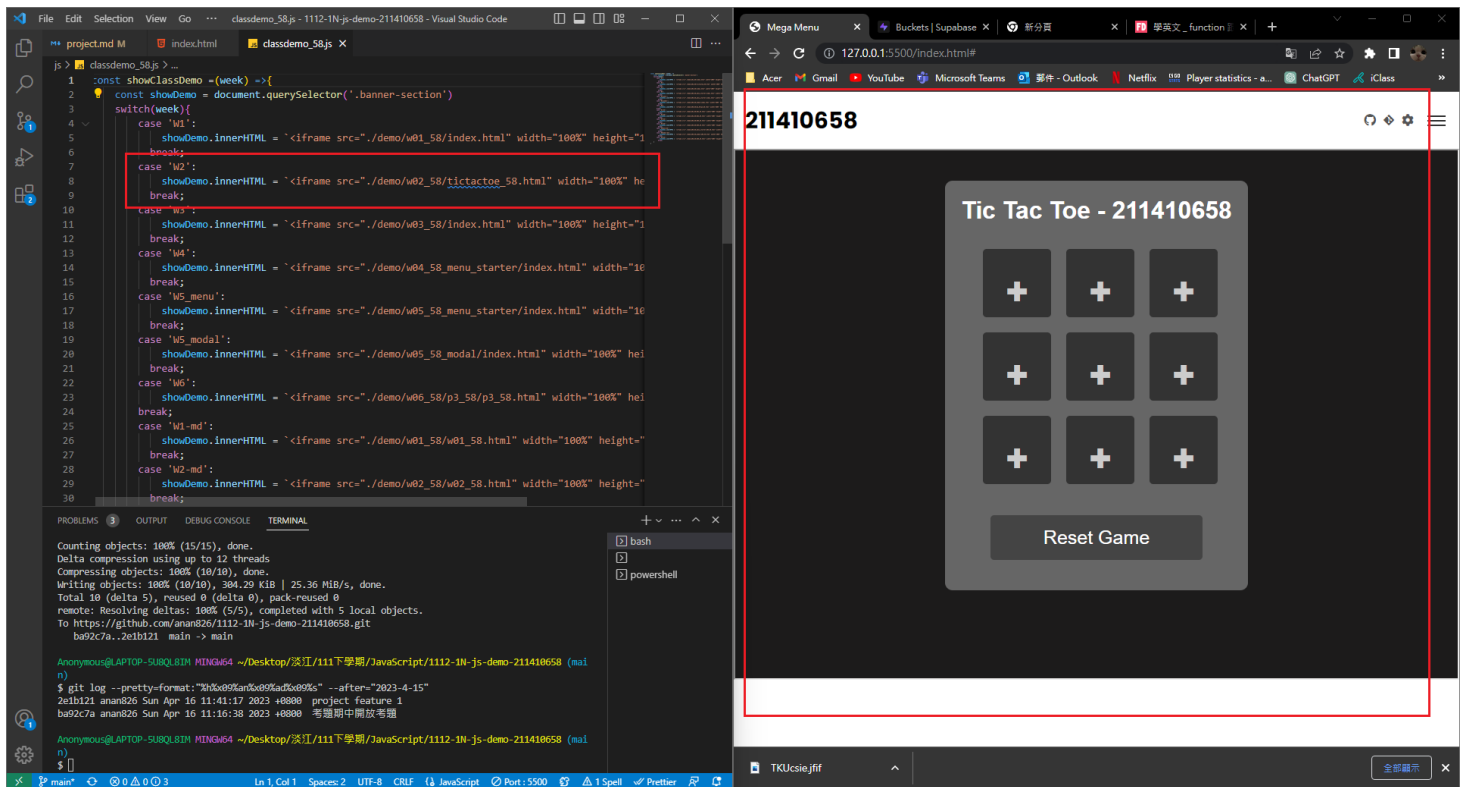 File Edit Selection View Go ··· classdemo_58.js - 1112-1N-js-demo-211410658 - Visual Studio Code
project.md M index.html classdemo_58.js
js > classdemo_58.js > ...
1 const showClassDemo =(week) =>{
2 const showDemo = document.querySelector('.banner-section')
3 switch(week){
4 case 'W1':
5 showDemo.innerHTML = `<iframe src="./demo/w01_58/index.html" width="100%" height="1
6 break;
7 case 'W2':
8 showDemo.innerHTML = `<iframe src="./demo/w02_58/tictactoe_58.html" width="100%" he
9 break;
10 case 'W3':
11 showDemo.innerHTML = `<iframe src="./demo/w03_58/index.html" width="100%" height="1
12 break;
13 case 'W4':
14 showDemo.innerHTML = `<iframe src="./demo/w04_58_menu_starter/index.html" width="10
15 break;
16 case 'W5_menu':
17 showDemo.innerHTML = `<iframe src="./demo/w05_58_menu_starter/index.html" width="10
18 break;
19 case 'W5_modal':
20 showDemo.innerHTML = `<iframe src="./demo/w05_58_modal/index.html" width="100%" hei
21 break;
22 case 'W6':
23 showDemo.innerHTML = `<iframe src="./demo/w06_58/p3_58/p3_58.html" width="100%" hei
24 break;
25 case 'W1-md':
26 showDemo.innerHTML = `<iframe src="./demo/w01_58/w01_58.html" width="100%" height="
27 break;
28 case 'W2-md':
29 showDemo.innerHTML = `<iframe src="./demo/w02_58/w02_58.html" width="100%" height="
30 break;
PROBLEMS 3 OUTPUT DEBUG CONSOLE TERMINAL
Counting objects: 100% (15/15), done.
Delta compression using up to 12 threads
Compressing objects: 100% (10/10), done.
Writing objects: 100% (10/10), 304.29 KiB | 25.36 MiB/s, done.
Total 10 (delta 5), reused 0 (delta 0), pack-reused 0
remote: Resolving deltas: 100% (5/5), completed with 5 local objects.
To https://github.com/anan826/1112-1N-js-demo-211410658.git
ba92c7a..2e1b121 main -> main
Anonymous@LAPTOP-5U8QL8IM MINGW64 ~/Desktop/淡江/111下學期/JavaScript/1112-1N-js-demo-211410658 (mai
n)
$ git log --pretty=format:"%h%x09%an%x09%ad%x09%s" --after="2023-4-15"
2e1b121 anan826 Sun Apr 16 11:41:17 2023 +0800 project feature 1
ba92c7a anan826 Sun Apr 16 11:16:38 2023 +0800 考題期中開放考題
Anonymous@LAPTOP-5U8QL8IM MINGW64 ~/Desktop/淡江/111下學期/JavaScript/1112-1N-js-demo-211410658 (mai
n)
$
bash
powershell
1
2
1
main* 0 0 0 3 Ln 1, Col 1 Spaces: 2 UTF-8 CRLF JavaScript Port : 5500 1 Spell Prettier
Mega Menu Buckets | Supabase 新分頁 學英文 _ function
127.0.0.1:5500/index.html#
Acer Gmail YouTube Microsoft Teams 郵件 - Outlook Netflix Player statistics - a... ChatGPT iClass »
211410658
Tic Tac Toe - 211410658
Reset Game
TKUcsie.jfif
全部顯示